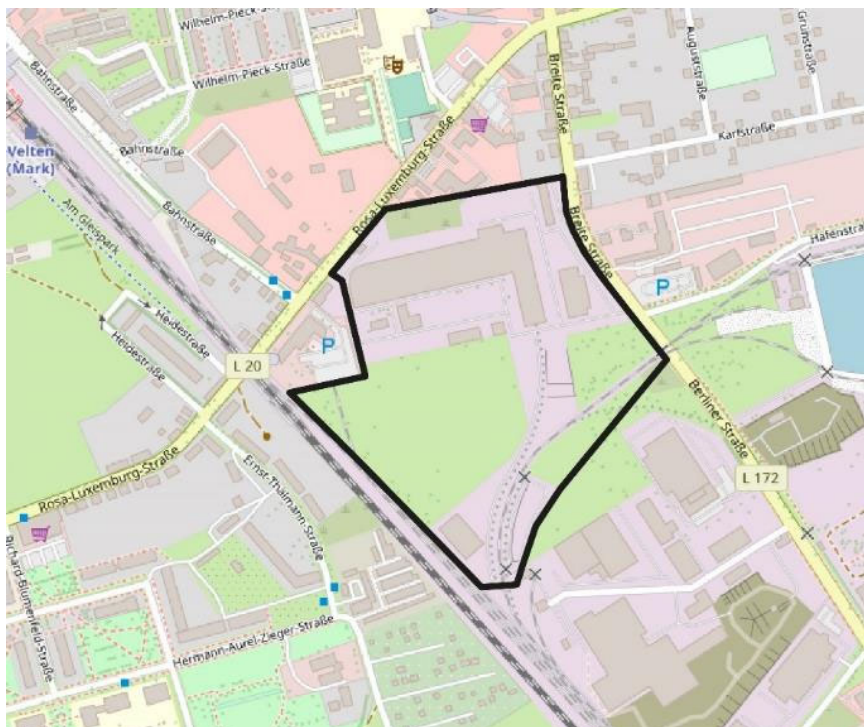 Wilhelm-Pieck-Straße
Wilhelm-Pieck-Straße
Bahnstraße
Velten
(Mark)
Bahnstraße
Bahnstraße
Am Gleispark
Rosa-Luxemburg-Straße
Breite Straße
Breite Straße
Auguststraße
Grünstraße
Karlstraße
Hafenstra
P
P
Heidestraße
Heidestraße
L 20
Rosa-Luxemburg-Straße
Ernst-Thälmann-Straße
Berliner Straße
L 172
Richard-Blumenfeld-Straße
Hermann-Aurel-Zieger-Straße